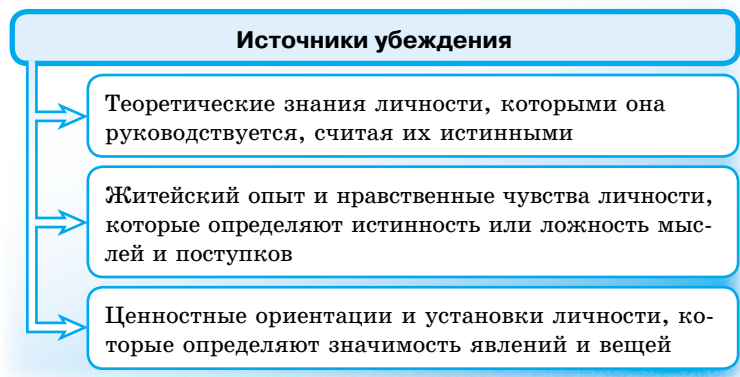 Источники убеждения
Теоретические знания личности, которыми она
руководствуется, считая их истинными
Житейский опыт и нравственные чувства личности,
которые определяют истинность или ложность мыс-
лей и поступков
Ценностные ориентации и установки личности, ко-
торые определяют значимость явлений и вещей